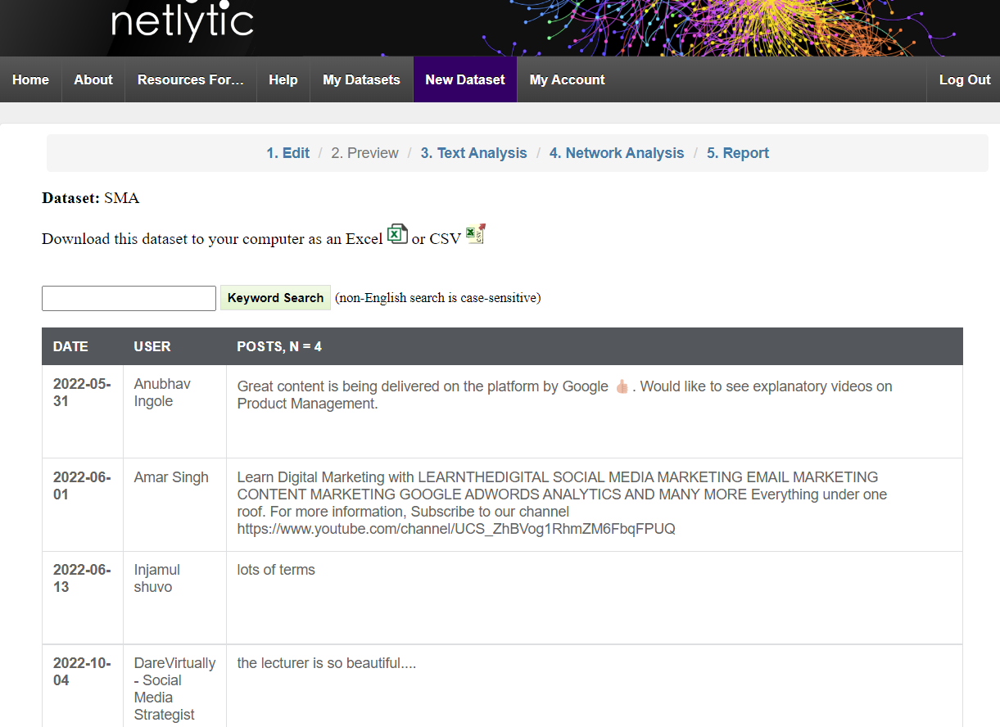 netlytic
Home About Resources For... Help My Datasets New Dataset My Account Log Out
1. Edit / 2. Preview / 3. Text Analysis / 4. Network Analysis / 5. Report
Dataset: SMA
Download this dataset to your computer as an Excel or CSV
Keyword Search (non-English search is case-sensitive)
DATE USER POSTS, N = 4
2022-05-
31
Anubhav
Ingole
Great content is being delivered on the platform by Google 👍🏻 . Would like to see explanatory videos on
Product Management.
2022-06-
01
Amar Singh
Learn Digital Marketing with LEARNTHEDIGITAL SOCIAL MEDIA MARKETING EMAIL MARKETING
CONTENT MARKETING GOOGLE ADWORDS ANALYTICS AND MANY MORE Everything under one
roof. For more information, Subscribe to our channel
https://www.youtube.com/channel/UCS_ZhBVog1RhmZM6FbqFPUQ
2022-06-
13
Injamul
shuvo
lots of terms
2022-10-
04
DareVirtually
- Social
Media
Strategist
the lecturer is so beautiful....